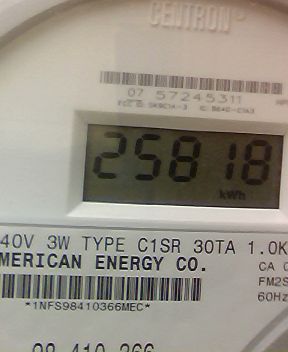 CENTRON
07 57245311
25818
kWh
40V 3W TYPE C1SR 30TA 1.0K
MERICAN ENERGY CO.
CA 0
FM2S
60Hz
*1NFS98410366MEC*
98 410 366